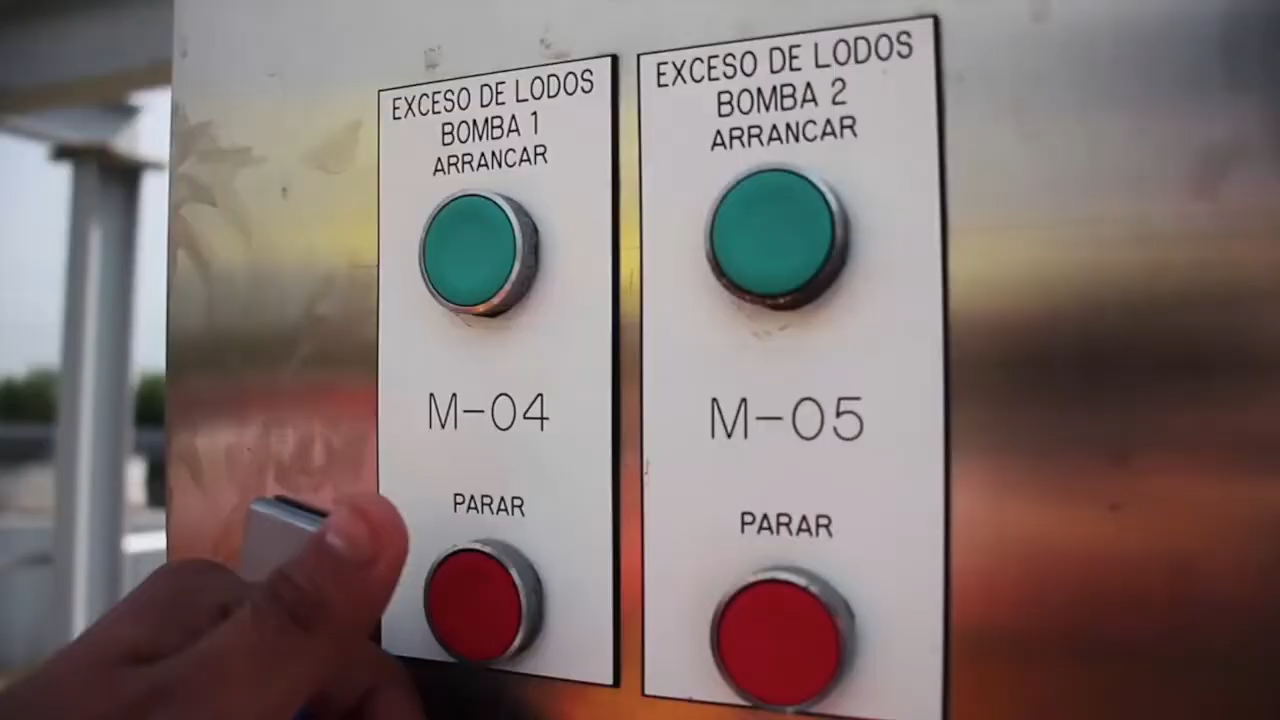 EXCESO DE LODOS
BOMBA 1
ARRANCAR
M-04
PARAR
EXCESO DE LODOS
BOMBA 2
ARRANCAR
M-05
PARAR